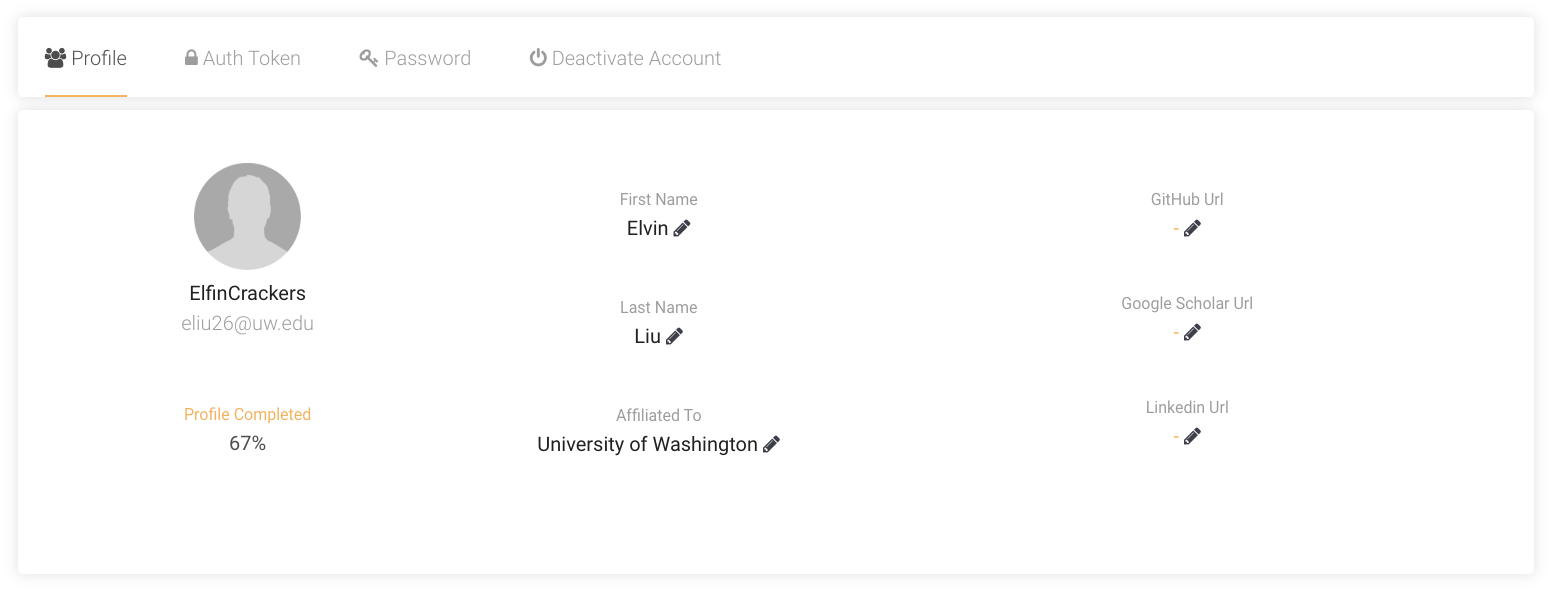 Profile
Auth Token
Password
Deactivate Account
ElfinCrackers
eliu26@uw.edu
Profile Completed
67%
First Name
Elvin
Last Name
Liu
Affiliated To
University of Washington
GitHub Url
-
Google Scholar Url
-
Linkedin Url
-